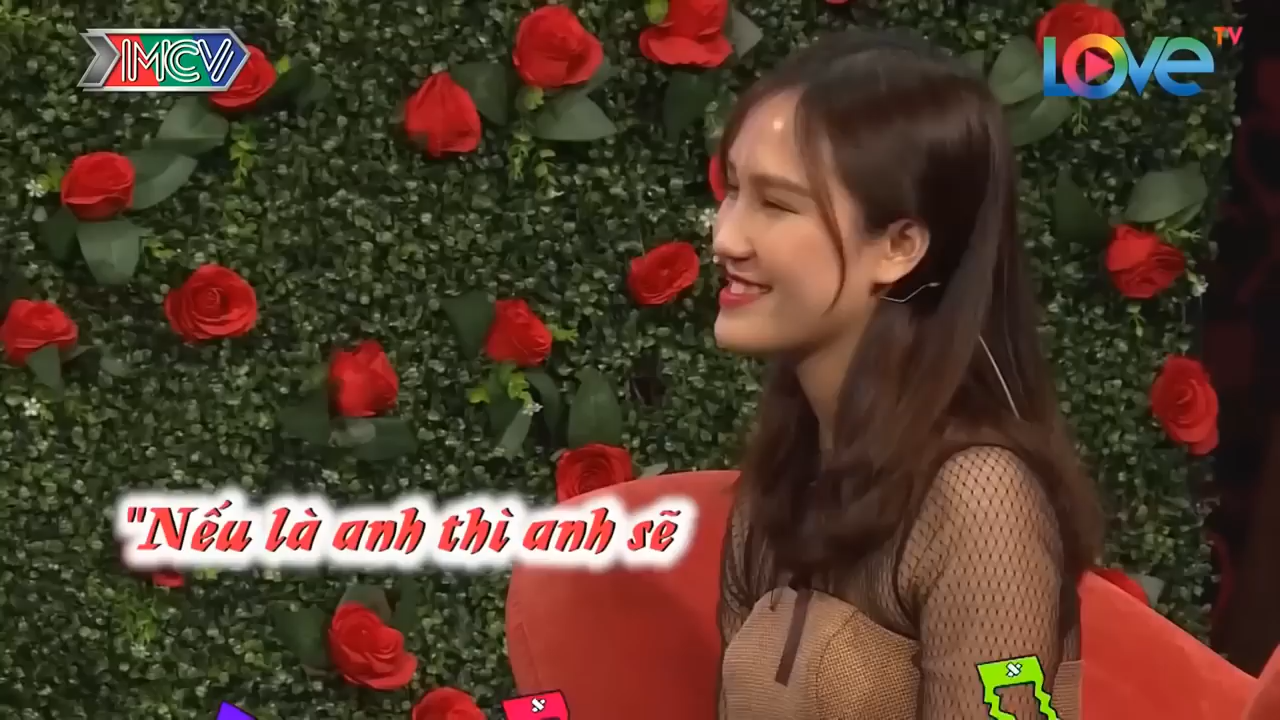 MCV
LOVE TV
"Nếu là anh thì anh sẽ